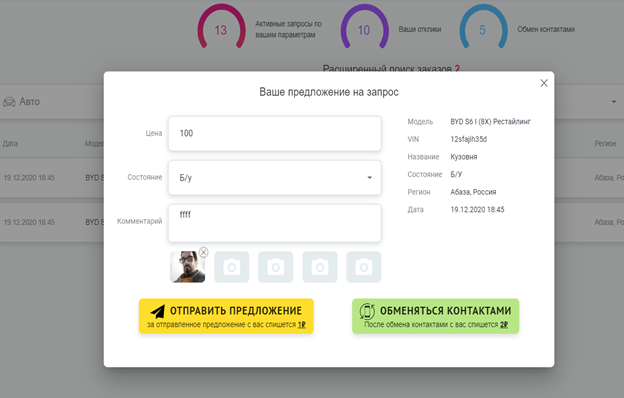 13
Активные запросы по
вашим параметрам
10
Ваши отклики
5
Обмен контактами
Расширенный поиск заказов 2
Авто
Дата
Регион
19.12.2020 18:45
BYD S
Абаза, Ро
19.12.2020 18:45
BYD S
Абаза, Ро
X
Ваше предложение на запрос
Цена
100
Состояние
Б/у
Комментарий
ffff
Модель BYD S6 I (8X) Рестайлинг
VIN 12sfajih35d
Название Кузовня
Состояние Б/У
Регион Абаза, Россия
Дата 19.12.2020 18:45
ОТПРАВИТЬ ПРЕДЛОЖЕНИЕ
за отправленное предложение с вас спишется 1₽
ОБМЕНЯТЬСЯ КОНТАКТАМИ
После обмена контактами с вас спишется 2₽